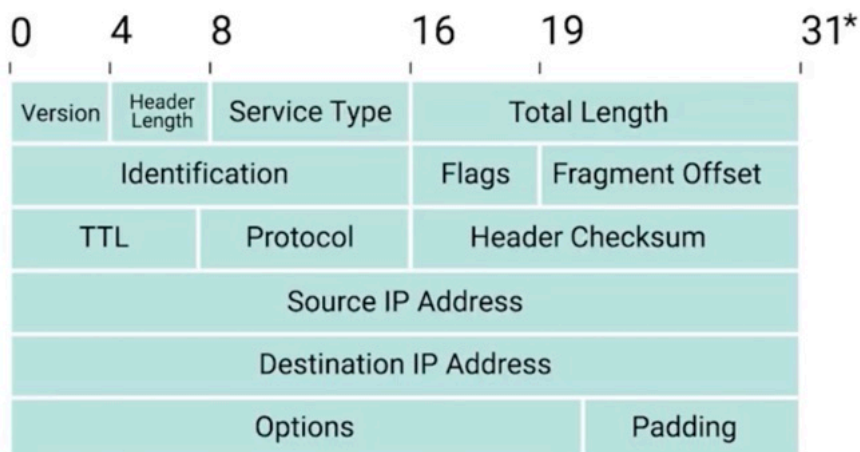 0 4 8 16 19 31*
Version Header Length Service Type Total Length
Identification Flags Fragment Offset
TTL Protocol Header Checksum
Source IP Address
Destination IP Address
Options Padding